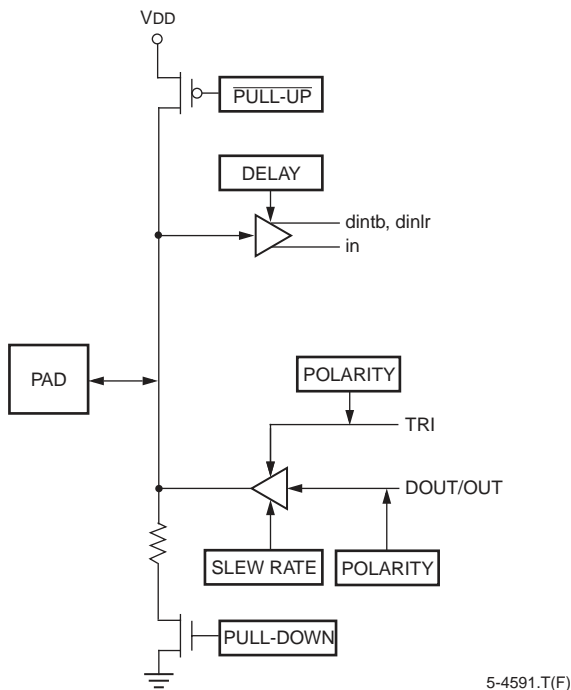 VDD
PULL-UP
DELAY
dintb, dinlr
in
PAD
POLARITY
TRI
DOUT/OUT
SLEW RATE
POLARITY
PULL-DOWN
5-4591.T(F)